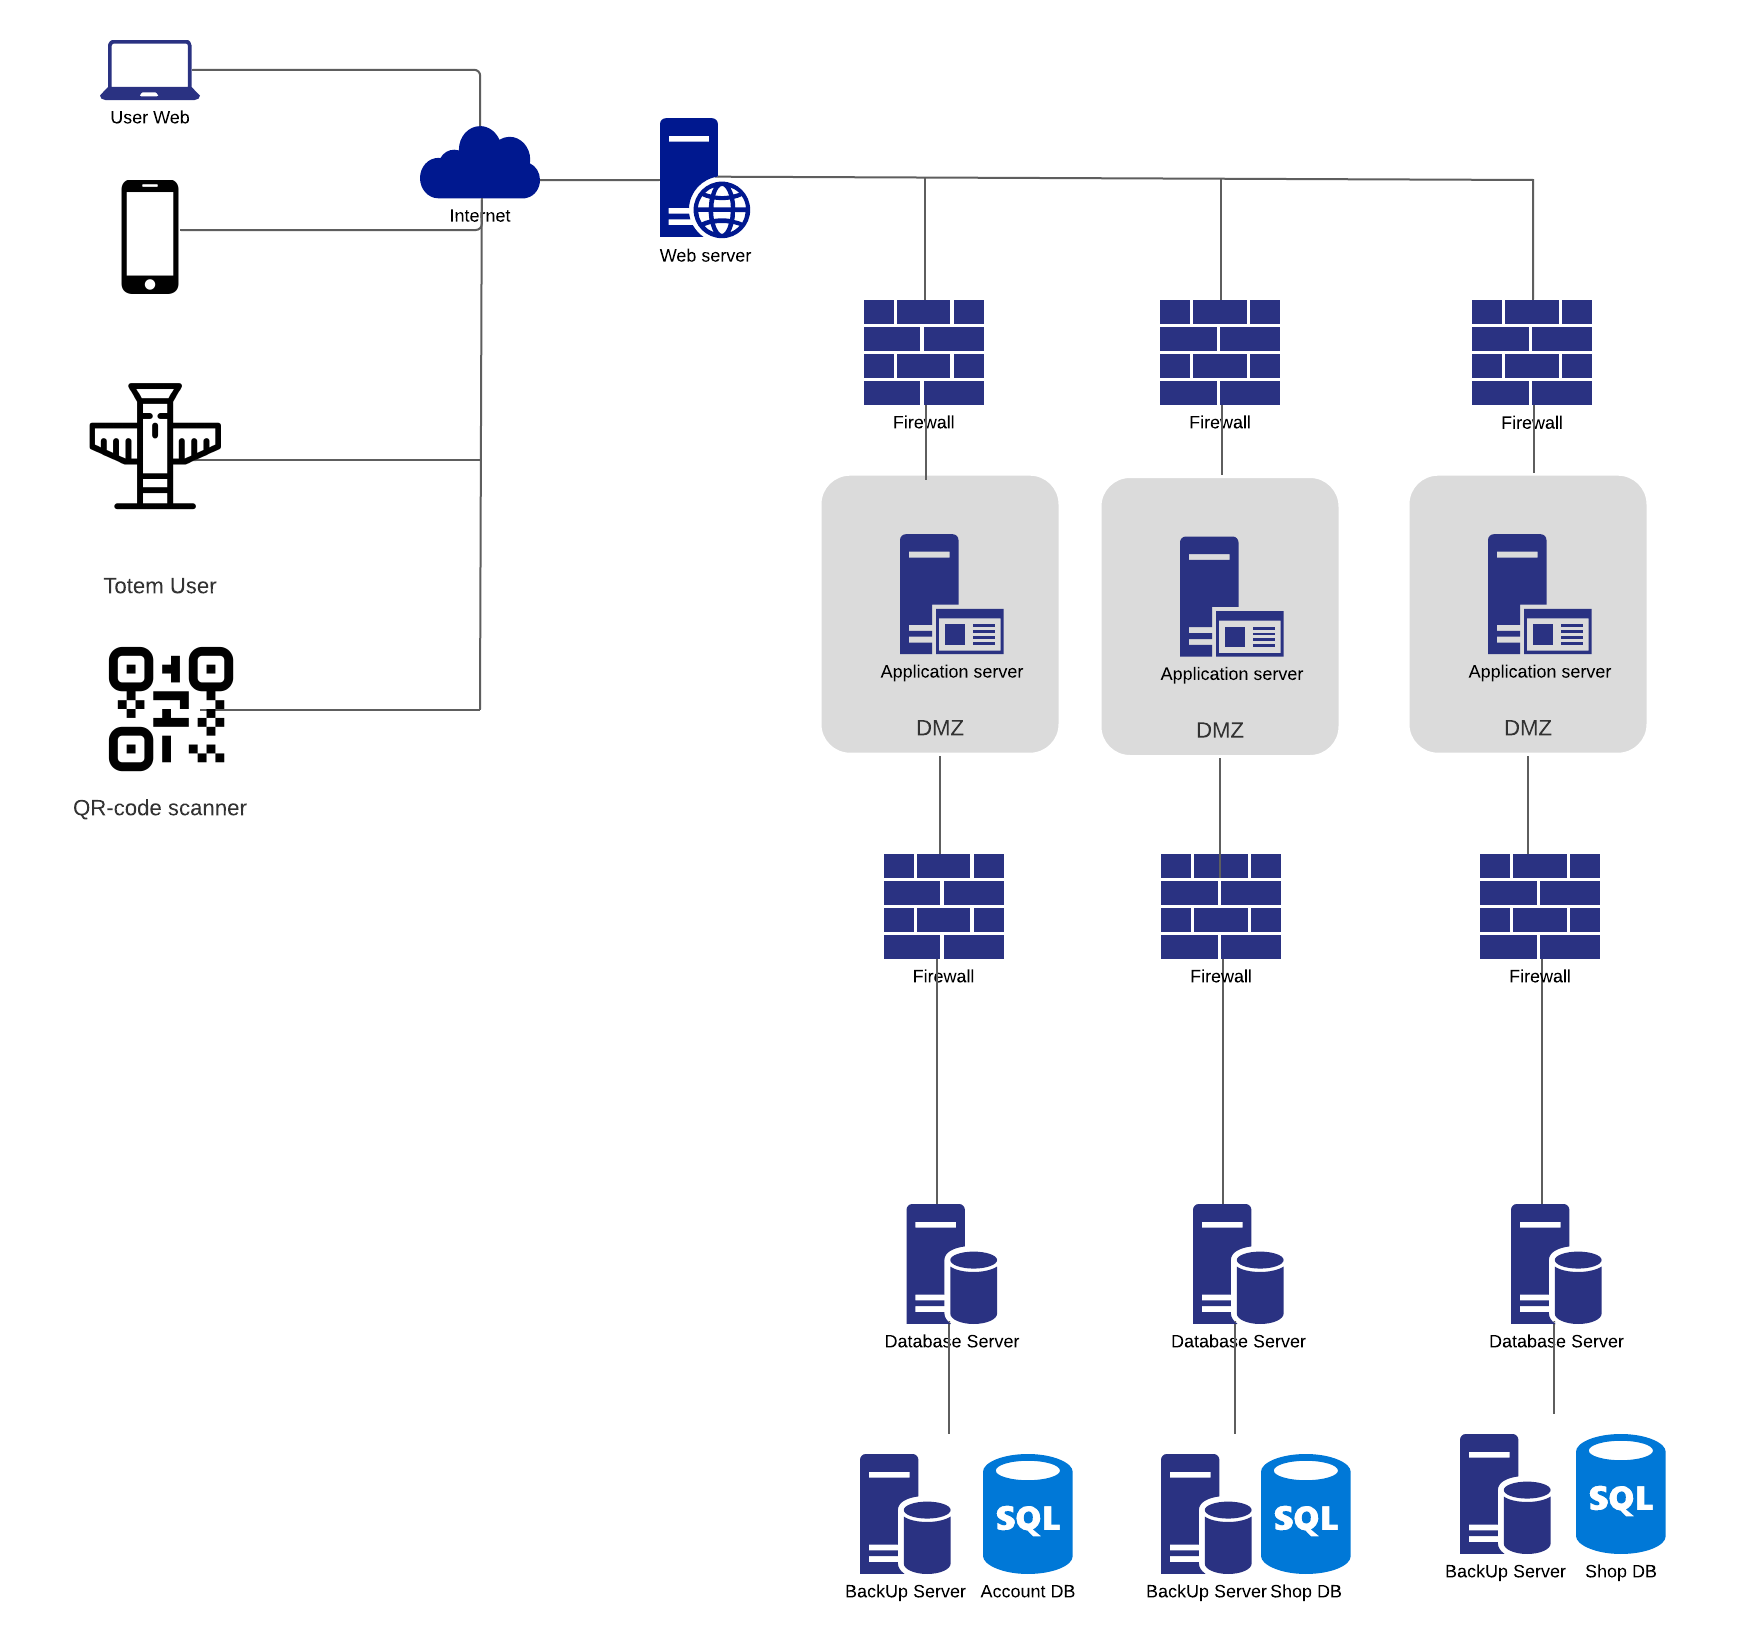 User Web
Internet
Web server
Firewall
Firewall
Firewall
Totem User
Application server
Application server
Application server
DMZ
DMZ
DMZ
QR-code scanner
Firewall
Firewall
Firewall
Database Server
Database Server
Database Server
SQL
SQL
SQL
BackUp Server
Account DB
BackUp Server
Shop DB
BackUp Server
Shop DB